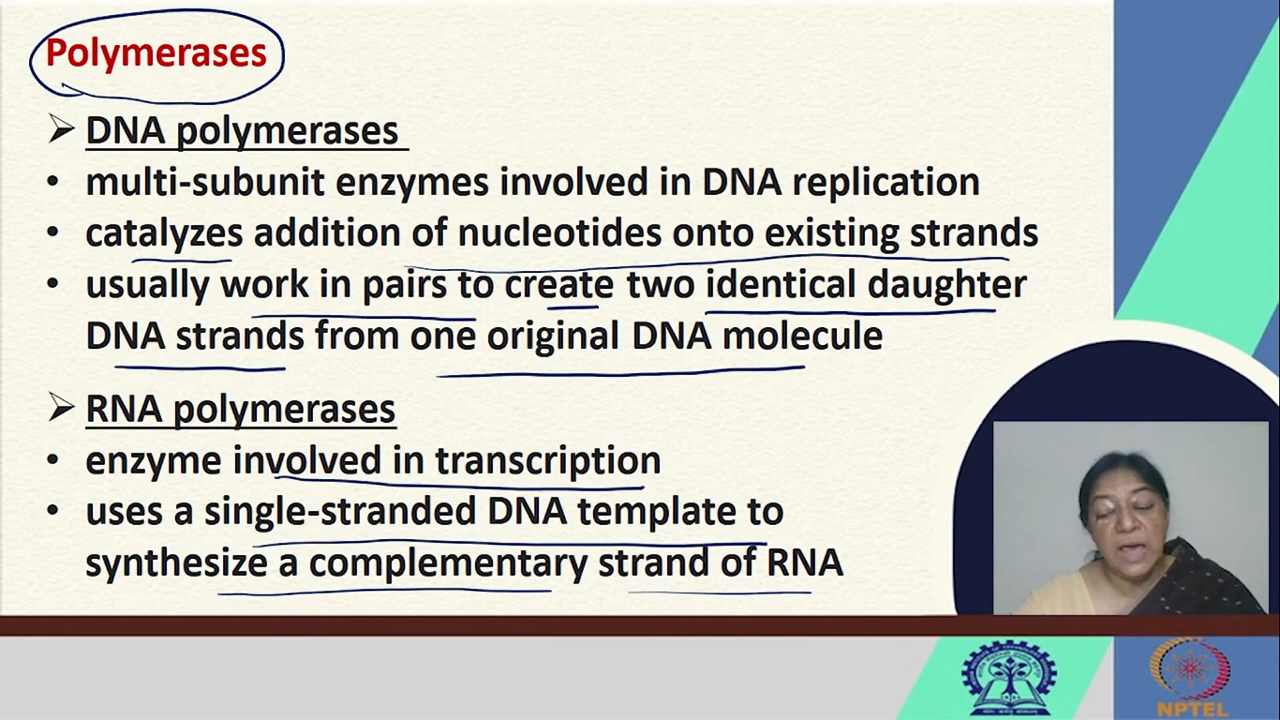 Polymerases
➢ DNA polymerases
• multi-subunit enzymes involved in DNA replication
• catalyzes addition of nucleotides onto existing strands
• usually work in pairs to create two identical daughter
DNA strands from one original DNA molecule
➢ RNA polymerases
• enzyme involved in transcription
• uses a single-stranded DNA template to
synthesize a complementary strand of RNA
NPTEL